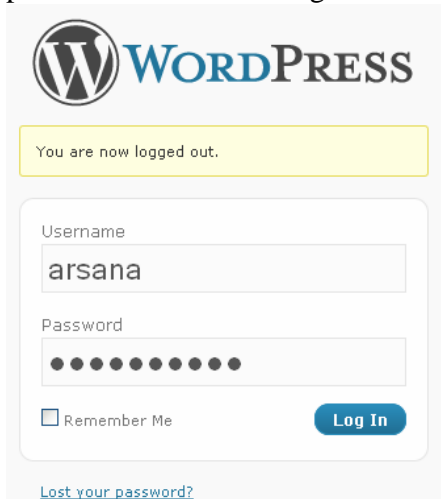 WORDPRESS
You are now logged out.
Username
arsana
Password
●●●●●●●●●●
Remember Me
Log In
Lost your password?